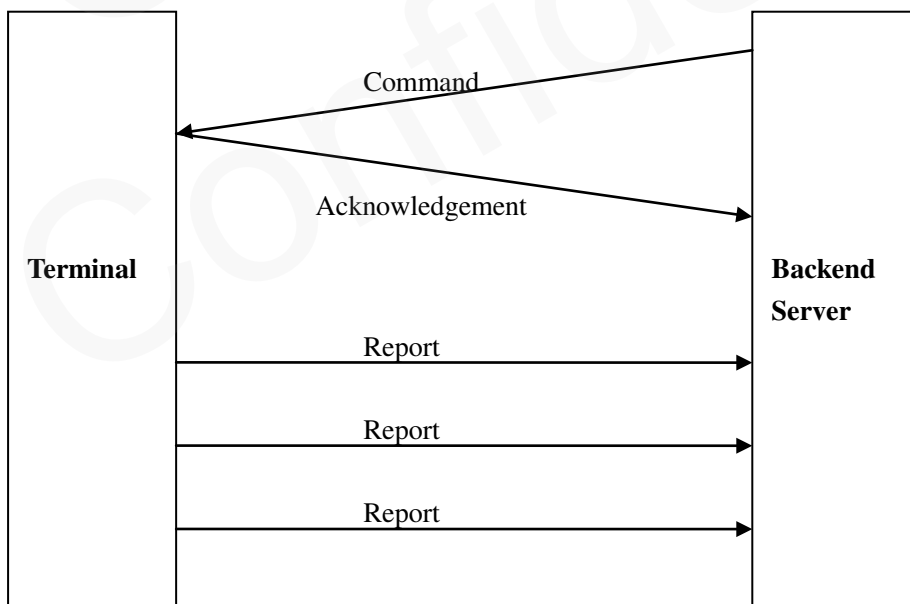 Command
Acknowledgement
Terminal
Backend
Server
Report
Report
Report